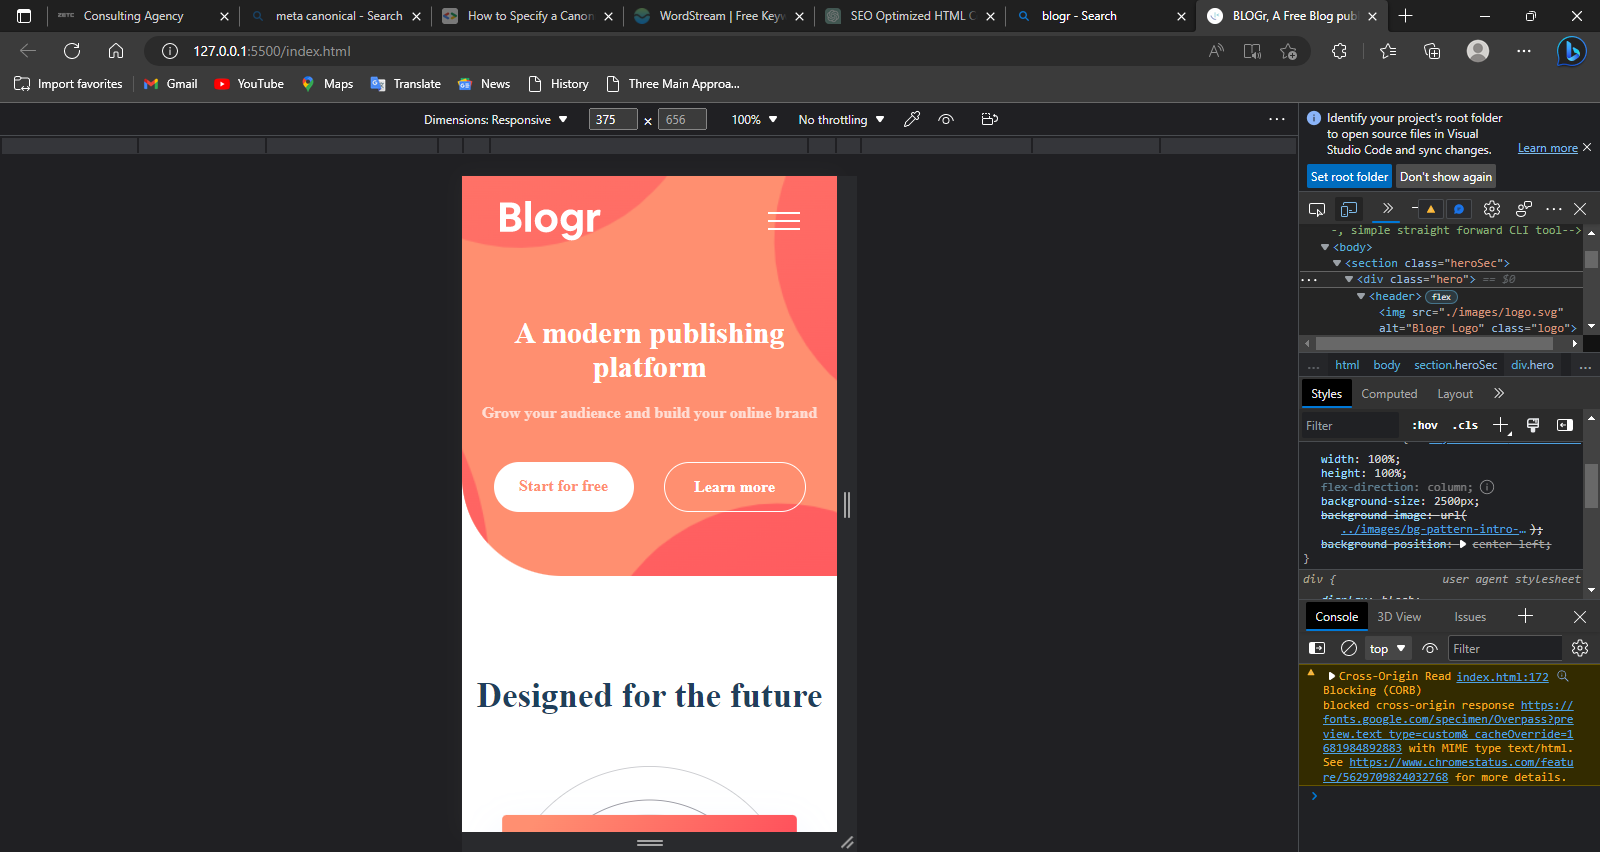 ZETC Consulting Agency
meta canonical - Search
How to Specify a Canon
WordStream | Free Keyw
SEO Optimized HTML C
blogr - Search
BLOGr, A Free Blog pub
127.0.0.1:5500/index.html
Import favorites
Gmail
YouTube
Maps
Translate
News
History
Three Main Approa...
Dimensions: Responsive
375 × 656
100%
No throttling
Blogr
A modern publishing
platform
Grow your audience and build your online brand
Start for free
Learn more
Designed for the future
Identify your project's root folder
to open source files in Visual
Studio Code and sync changes.
Learn more
Set root folder
Don't show again
-, simple straight forward CLI tool-->
<body>
<section class="heroSec">
<div class="hero"> == $0
<header> flex
<img src="./images/logo.svg"
alt="Blogr Logo" class="logo">
... html body section.heroSec div.hero ...
Styles Computed Layout
Filter :hov .cls
width: 100%;
height: 100%;
flex-direction: column;
background-size: 2500px;
background-image: url(
../images/bg-pattern-intro-… );
background-position: center left;
}
div { user agent stylesheet
display: block;
Console 3D View Issues
top Filter
Cross-Origin Read index.html:172
Blocking (CORB)
blocked cross-origin response https://
fonts.google.com/specimen/Overpass?pre
view.text_type=custom&_cacheOverride=1
681984892883 with MIME type text/html.
See https://www.chromestatus.com/featu
re/5629709824032768 for more details.